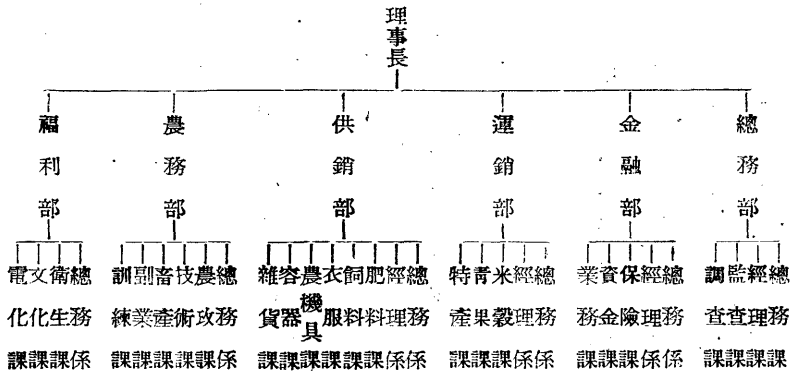 理事長
總務部
總務課
經理課
監查課
調查課
金融部
總務係
經理係
保險課
資金課
業務課
運銷部
總務係
經理係
米穀課
青果課
特產課
供銷部
總務係
經理係
肥料課
飼料課
衣服課
農機具課
容器課
雜貨課
農務部
總務係
農政課
技術課
畜產課
副業課
訓練課
福利部
總務係
衛生課
文化課
電化課